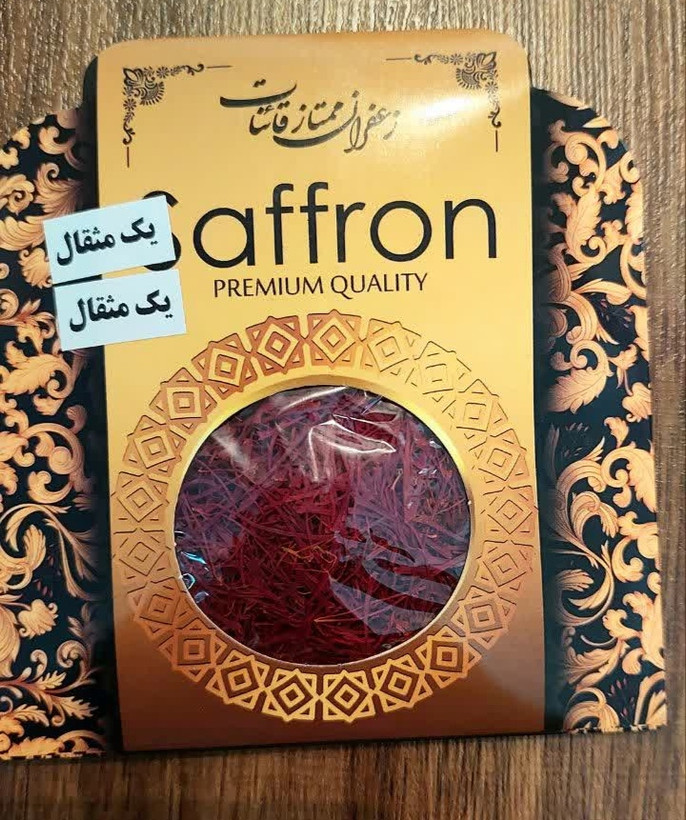 زعفران ممتاز قائنات
Saffron
PREMIUM QUALITY
یک مثقال
یک مثقال